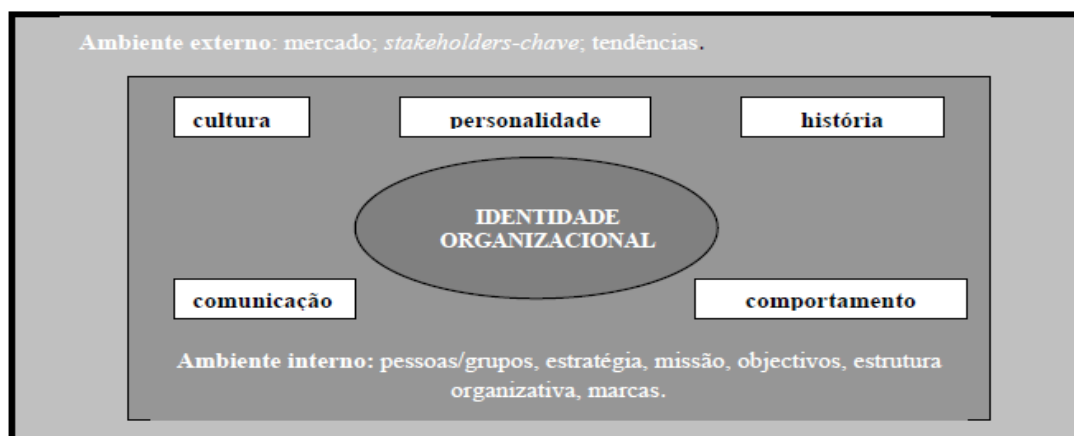 Ambiente externo: mercado; stakeholders-chave; tendências.
cultura
personalidade
história
IDENTIDADE
ORGANIZACIONAL
comunicação
comportamento
Ambiente interno: pessoas/grupos, estratégia, missão, objectivos, estrutura
organizativa, marcas.